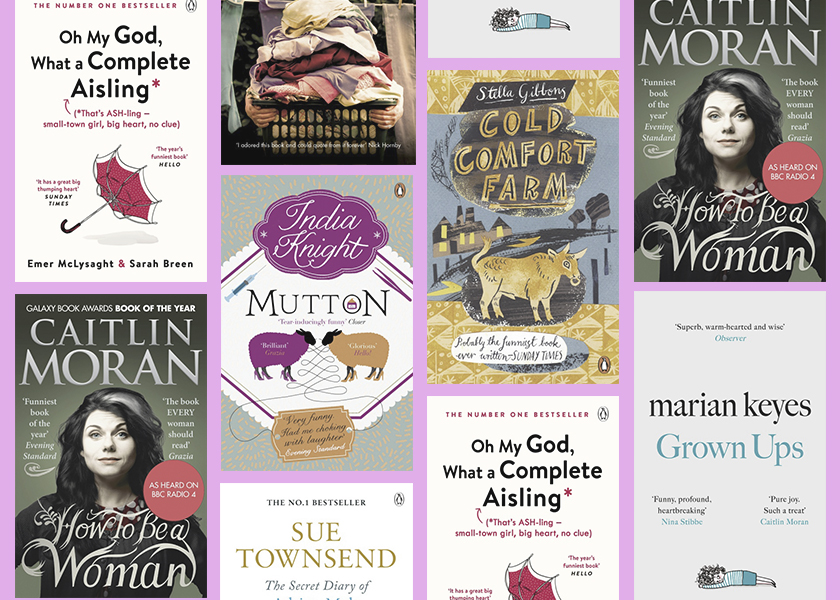 THE NUMBER ONE BESTSELLER
Oh My God,
What a Complete
Aisling*
(*That's ASH-ling –
small-town girl, big heart, no clue)
'The year's
funniest book'
HELLO
'It has a great big
thumping heart'
SUNDAY
TIMES
Emer McLysaght & Sarah Breen
GALAXY BOOK AWARDS BOOK OF THE YEAR
CAITLIN
MORAN
'Funniest
book
of the
year'
Evening
Standard
'The book
EVERY
woman
should
read'
Grazia
AS HEARD ON
BBC RADIO 4
How To Be a
Woman
'I adored this book and could quote from it forever' Nick Hornby
India
Knight
MUTTON
'Tear-inducingly funny' Closer
'Brilliant'
Grazia
'Glorious'
Hello!
'Very funny
Had me choking
with laughter'
Evening Standard
THE NO.1 BESTSELLER
SUE
TOWNSEND
The Secret Diary of
Stella Gibbons
COLD
COMFORT
FARM
'Probably the funniest book
ever written'–SUNDAY TIMES
THE NUMBER ONE BESTSELLER
Oh My God,
What a Complete
Aisling*
(*That's ASH-ling –
small-town girl, big heart, no clue)
'The year's
funniest book'
HELLO
'It has a great big
thumping heart'
CAITLIN
MORAN
'Funniest
book
of the
year'
Evening
Standard
'The book
EVERY
woman
should
read'
Grazia
AS HEARD ON
BBC RADIO 4
How To Be a
Woman
'Superb, warm-hearted and wise'
Observer
marian keyes
Grown Ups
'Funny, profound,
heartbreaking'
Nina Stibbe
'Pure joy.
Such a treat'
Caitlin Moran